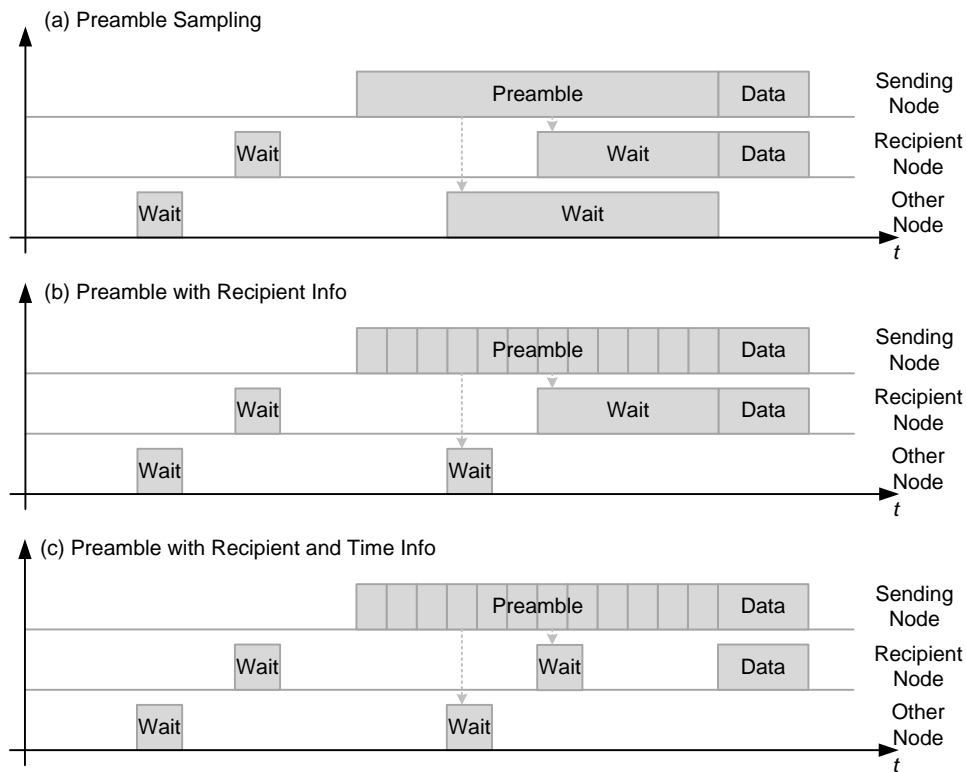 (a) Preamble Sampling
Preamble
Data
Sending
Node
Wait
Wait
Data
Recipient
Node
Wait
Wait
Other
Node
t
(b) Preamble with Recipient Info
Preamble
Data
Sending
Node
Wait
Wait
Data
Recipient
Node
Wait
Wait
Other
Node
t
(c) Preamble with Recipient and Time Info
Preamble
Data
Sending
Node
Wait
Wait
Data
Recipient
Node
Wait
Wait
Other
Node
t